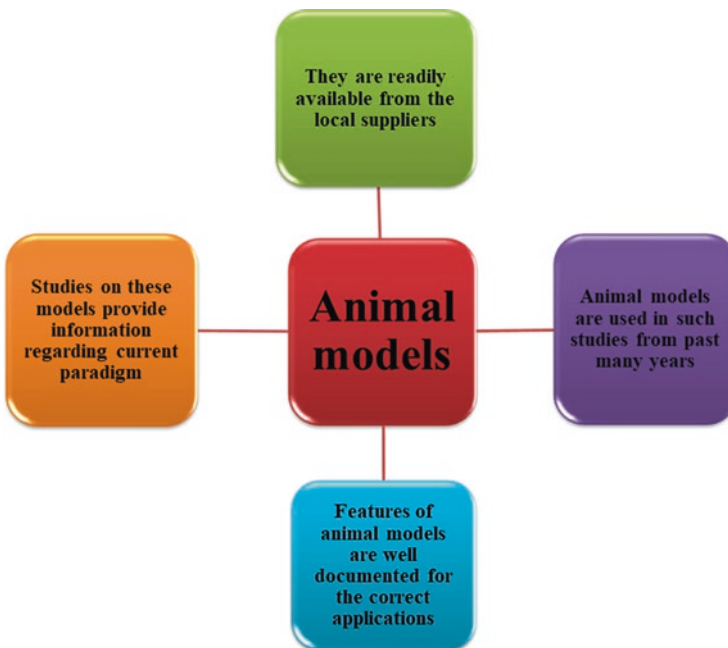 They are readily
available from the
local suppliers
Studies on these
models provide
information
regarding current
paradigm
Animal
models
Animal models
are used in such
studies from past
many years
Features of
animal models
are well
documented for
the correct
applications